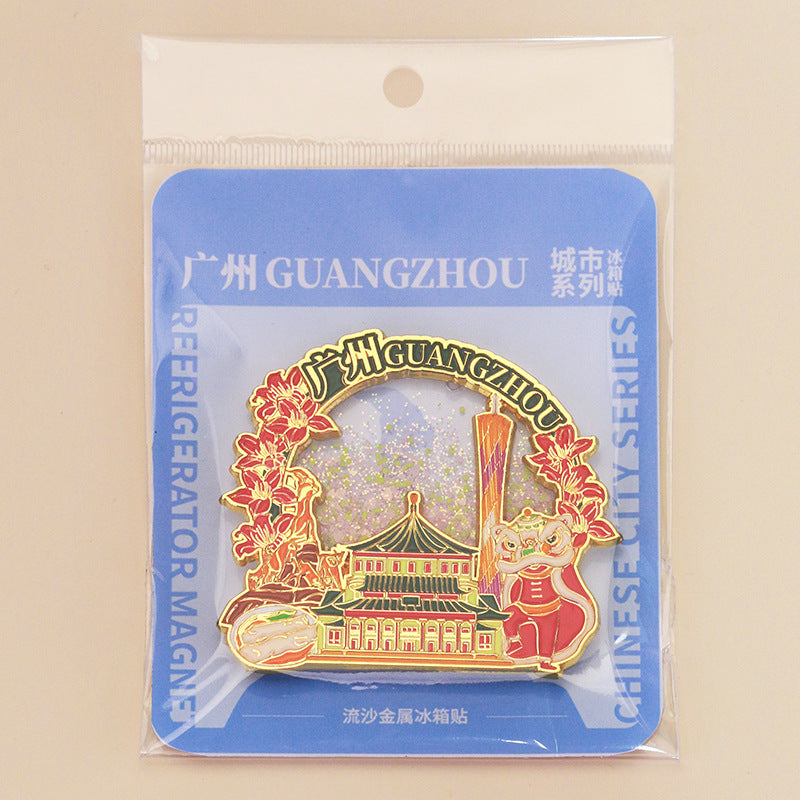 广州 GUANGZHOU
城市
系列
冰箱贴
REERIGERATOR MAGNET
CHINESE CITY SERIES
广州GUANGZHOU
流沙金属冰箱贴